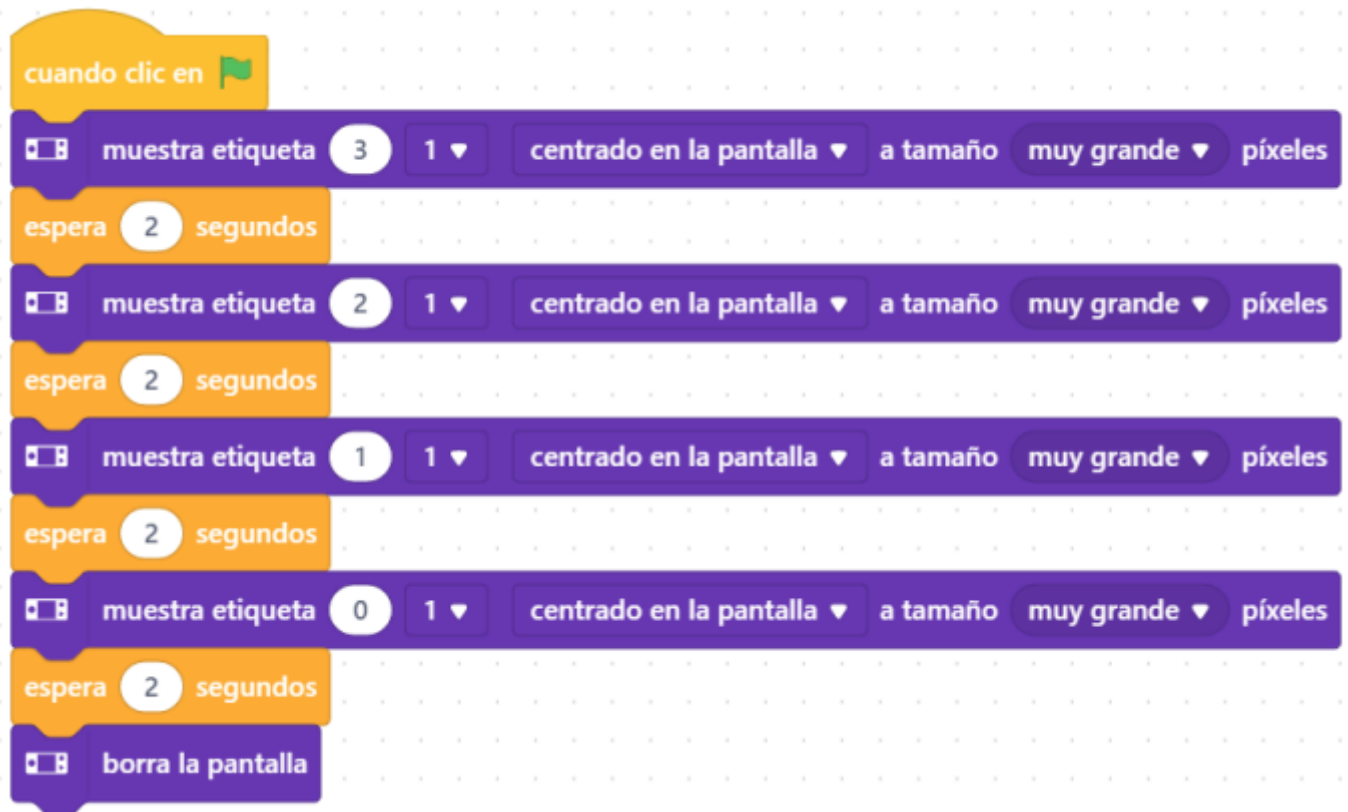 cuando clic en
muestra etiqueta 3 1 centrado en la pantalla a tamaño muy grande píxeles
espera 2 segundos
muestra etiqueta 2 1 centrado en la pantalla a tamaño muy grande píxeles
espera 2 segundos
muestra etiqueta 1 1 centrado en la pantalla a tamaño muy grande píxeles
espera 2 segundos
muestra etiqueta 0 1 centrado en la pantalla a tamaño muy grande píxeles
espera 2 segundos
borra la pantalla